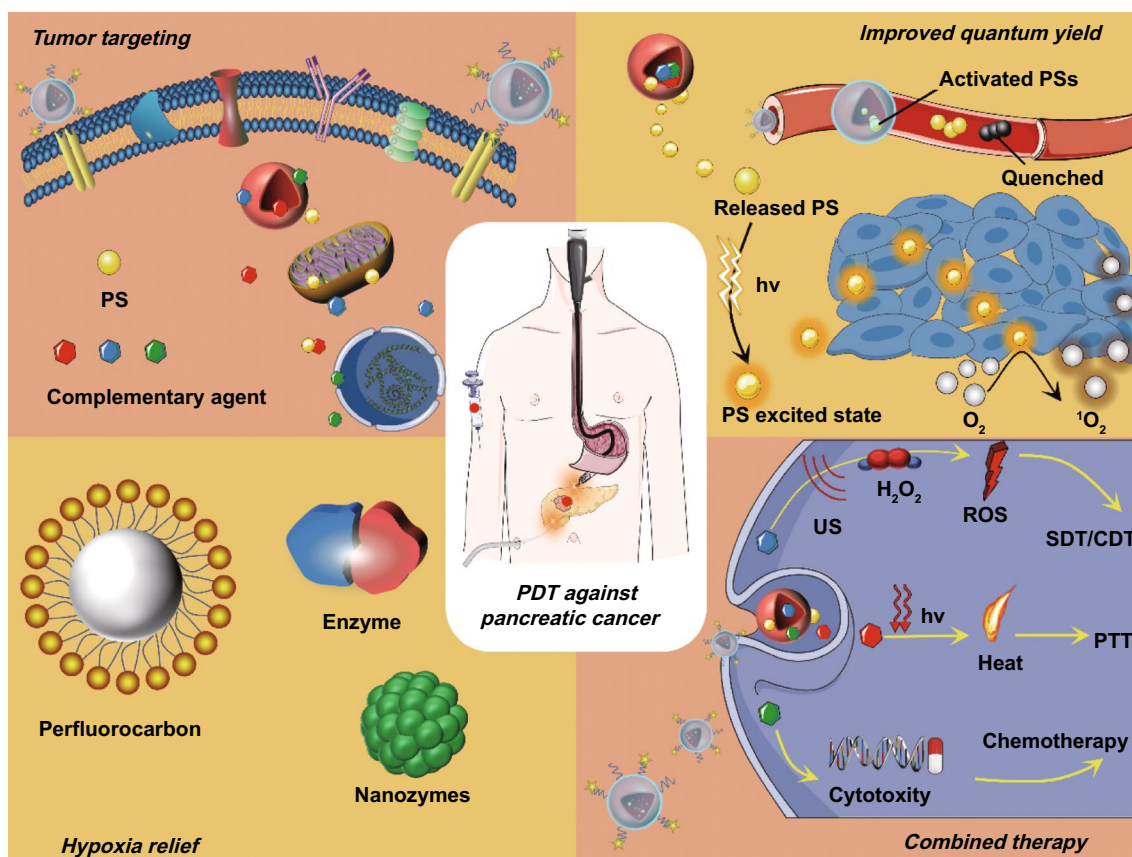 Tumor targeting
PS
Complementary agent
Improved quantum yield
Activated PSs
Quenched
Released PS
hv
PS excited state
O₂
¹O₂
PDT against
pancreatic cancer
Perfluorocarbon
Enzyme
Nanozymes
Hypoxia relief
US
H₂O₂
ROS
SDT/CDT
hv
Heat
PTT
Cytotoxity
Chemotherapy
Combined therapy